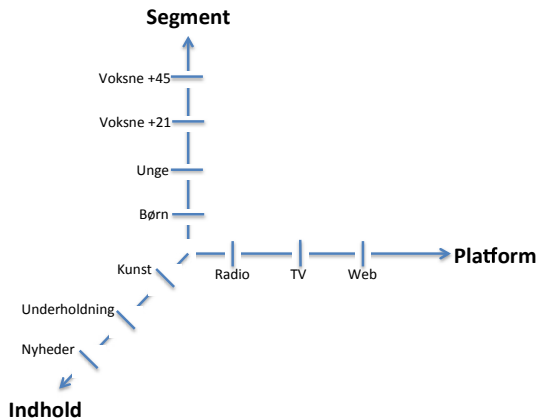 Segment
Voksne +45
Voksne +21
Unge
Børn
Platform
Kunst
Radio
TV
Web
Underholdning
Nyheder
Indhold